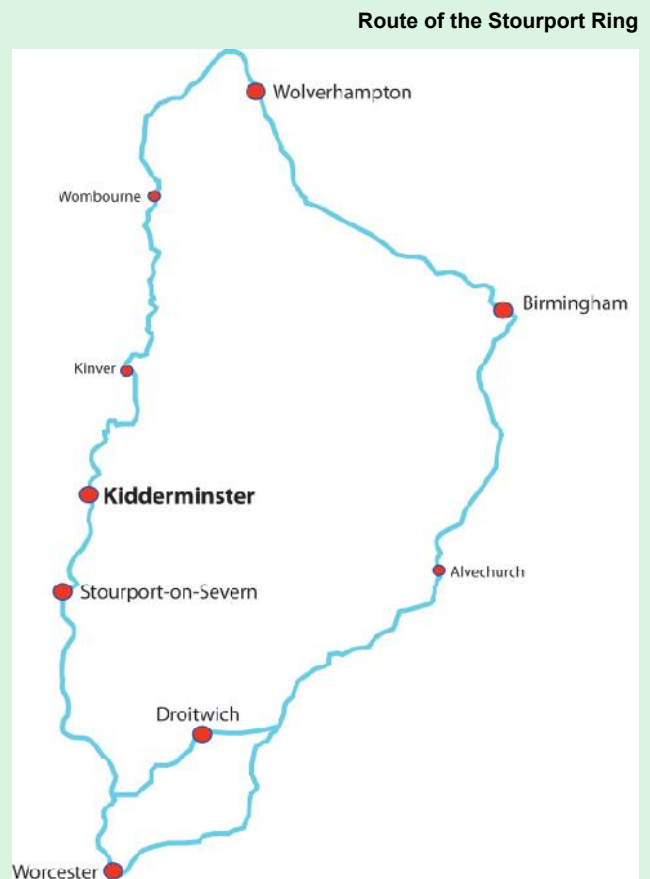 Route of the Stourport Ring
Wolverhampton
Wombourne
Birmingham
Kinver
Kidderminster
Alvechurch
Stourport-on-Severn
Droitwich
Worcester